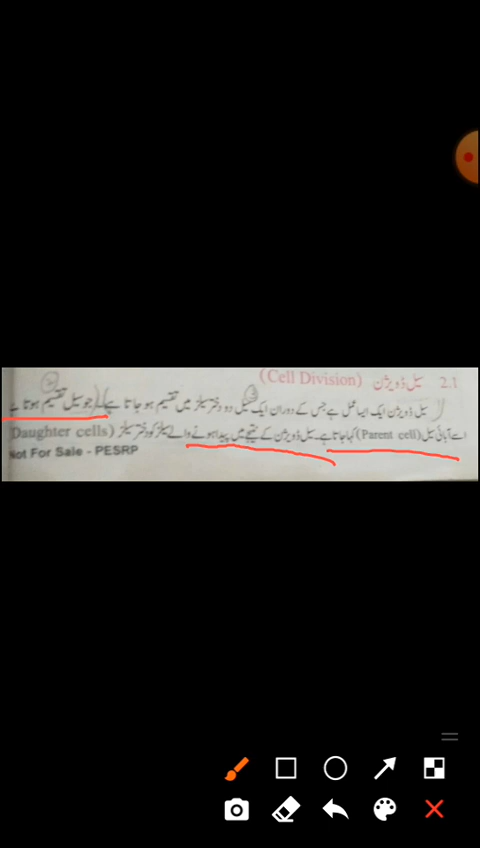 2.1 سیل ڈویژن (Cell Division)
سیل ڈویژن ایک ایسا عمل ہے جس کے دوران ایک سیل دو دختر سیلز میں تقسیم ہو جاتا ہے۔ جو سیل تقسیم ہوتا ہے
اسے آبائی سیل (Parent cell) کہا جاتا ہے۔ سیل ڈویژن کے نتیجے میں پیدا ہونے والے سیلز کو دختر سیلز (Daughter cells)
Not For Sale - PESRP